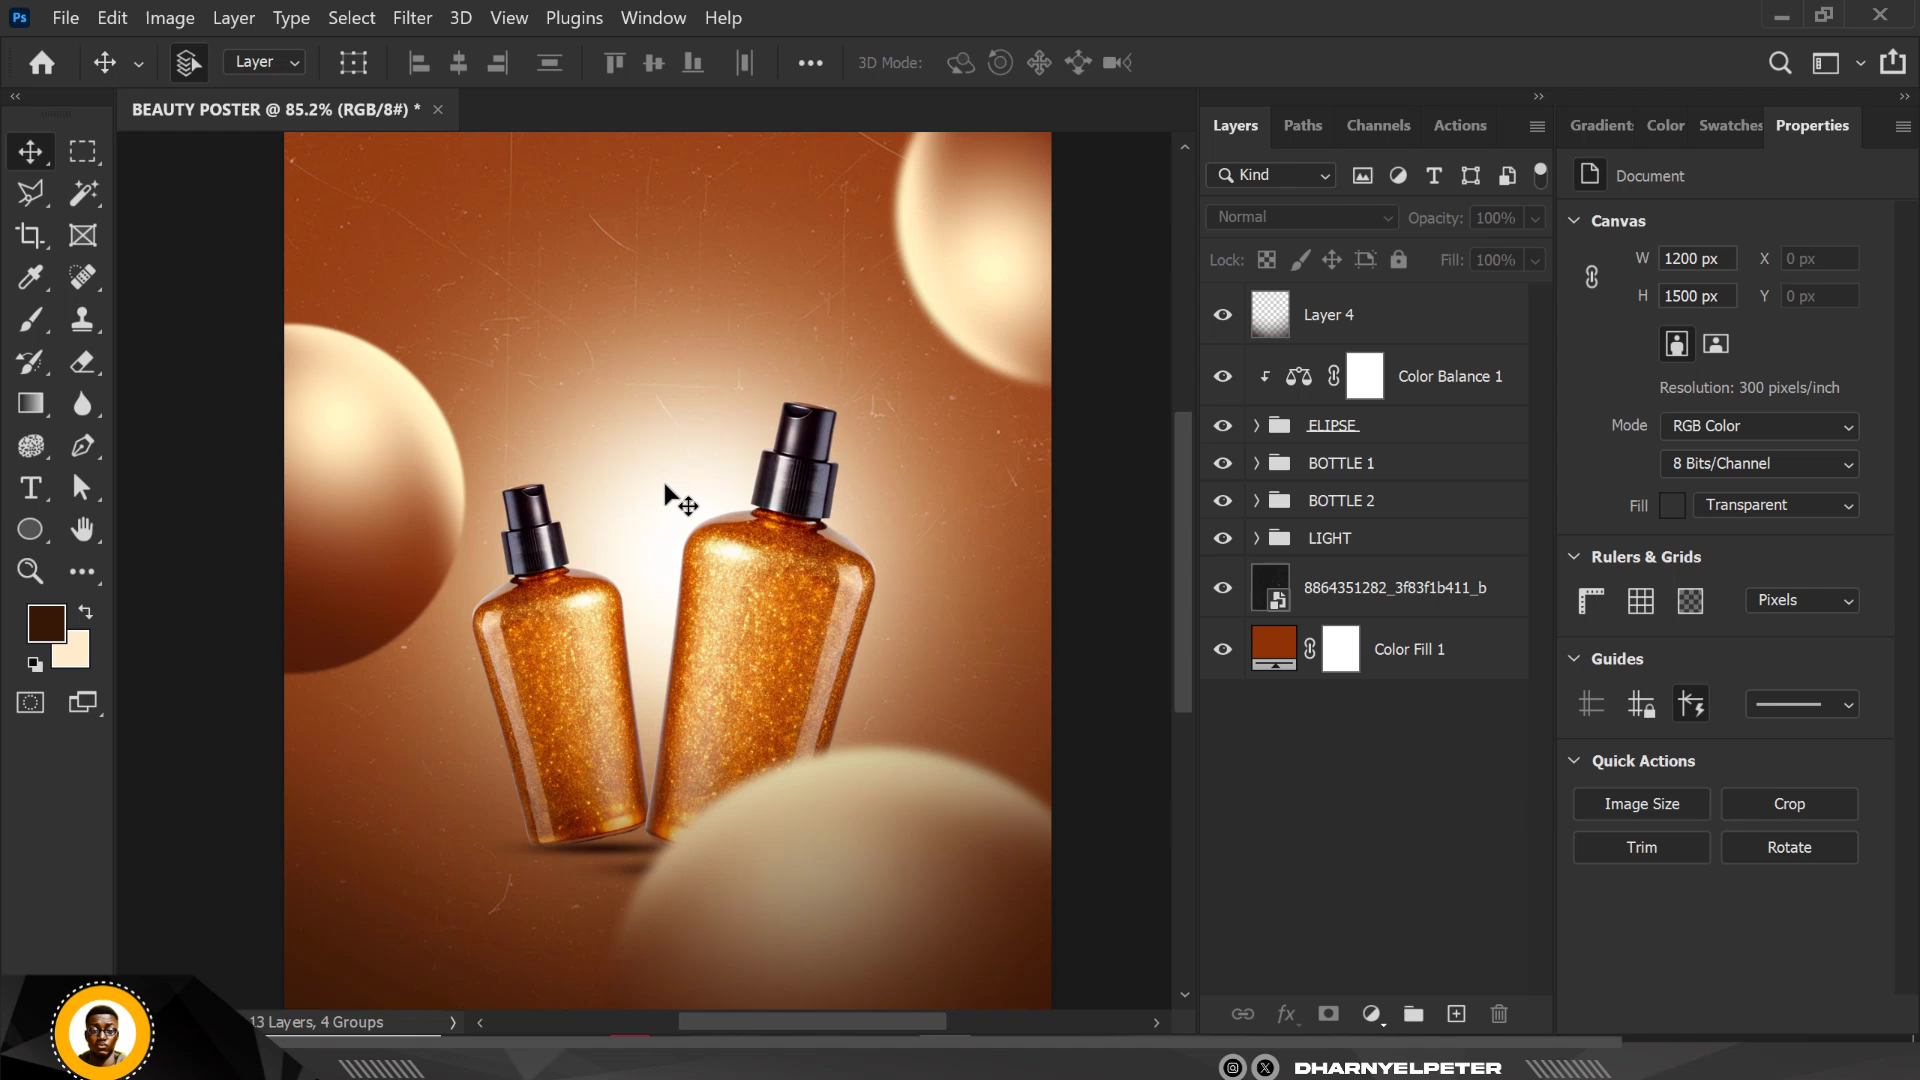 Ps File Edit Image Layer Type Select Filter 3D View Plugins Window Help
Layer 3D Mode:
BEAUTY POSTER @ 85.2% (RGB/8#) *
Layers Paths Channels Actions
Kind
Normal Opacity: 100%
Lock: Fill: 100%
Layer 4
Color Balance 1
ELIPSE
BOTTLE 1
BOTTLE 2
LIGHT
8864351282_3f83f1b411_b
Color Fill 1
Gradient Color Swatches Properties
Document
Canvas
W 1200 px X 0 px
H 1500 px Y 0 px
Resolution: 300 pixels/inch
Mode RGB Color
8 Bits/Channel
Fill Transparent
Rulers & Grids
Pixels
Guides
Quick Actions
Image Size Crop
Trim Rotate
13 Layers, 4 Groups
DHARNYELPETER